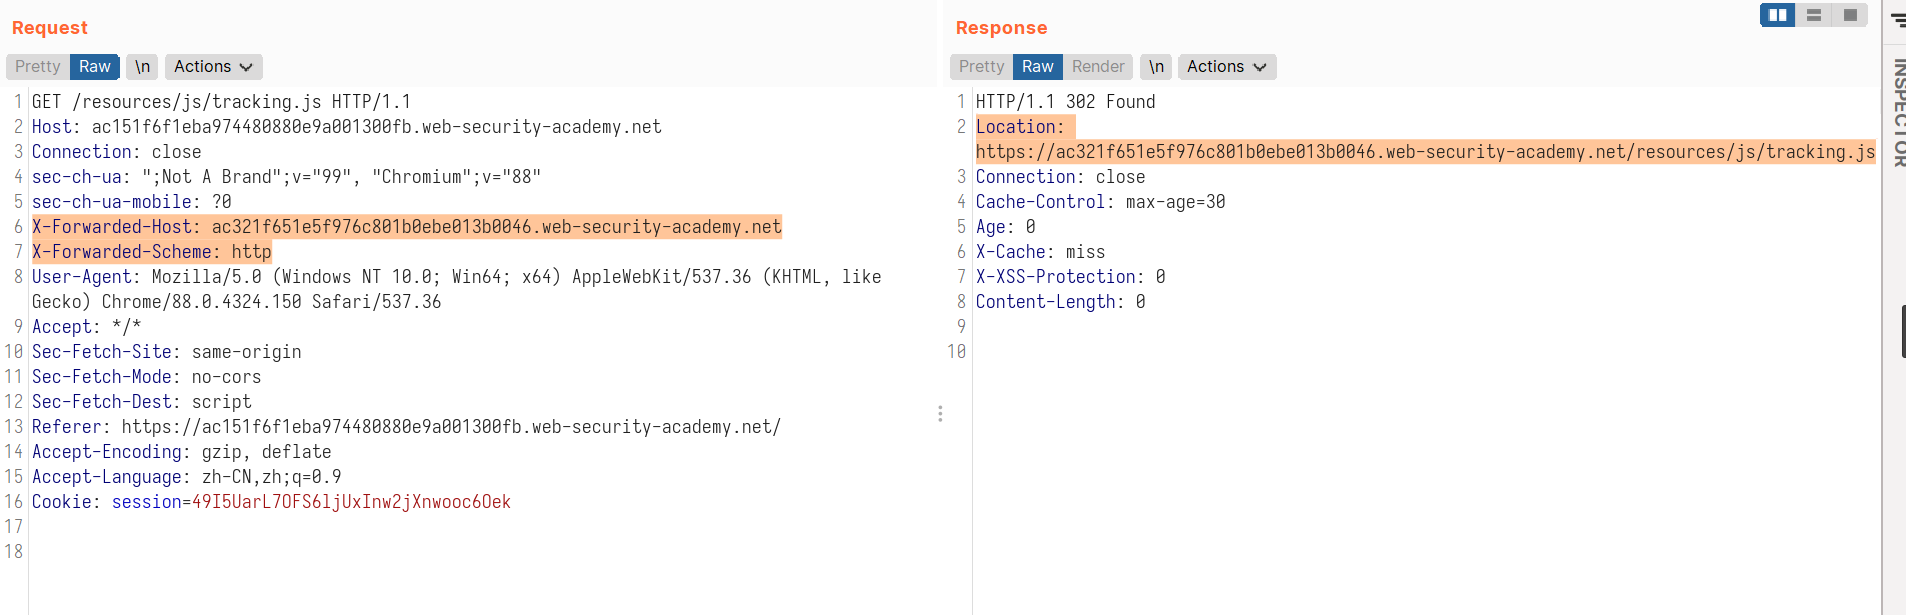 Request
Pretty Raw \n Actions
1 GET /resources/js/tracking.js HTTP/1.1
2 Host: ac151f6f1eba974480880e9a001300fb.web-security-academy.net
3 Connection: close
4 sec-ch-ua: ";Not A Brand";v="99", "Chromium";v="88"
5 sec-ch-ua-mobile: ?0
6 X-Forwarded-Host: ac321f651e5f976c801b0ebe013b0046.web-security-academy.net
7 X-Forwarded-Scheme: http
8 User-Agent: Mozilla/5.0 (Windows NT 10.0; Win64; x64) AppleWebKit/537.36 (KHTML, like
Gecko) Chrome/88.0.4324.150 Safari/537.36
9 Accept: */*
10 Sec-Fetch-Site: same-origin
11 Sec-Fetch-Mode: no-cors
12 Sec-Fetch-Dest: script
13 Referer: https://ac151f6f1eba974480880e9a001300fb.web-security-academy.net/
14 Accept-Encoding: gzip, deflate
15 Accept-Language: zh-CN,zh;q=0.9
16 Cookie: session=49I5UarL7OFS6ljUxInw2jXnwooc6Oek
17
18
Response
Pretty Raw Render \n Actions
1 HTTP/1.1 302 Found
2 Location:
https://ac321f651e5f976c801b0ebe013b0046.web-security-academy.net/resources/js/tracking.js
3 Connection: close
4 Cache-Control: max-age=30
5 Age: 0
6 X-Cache: miss
7 X-XSS-Protection: 0
8 Content-Length: 0
9
10
INSPECTOR